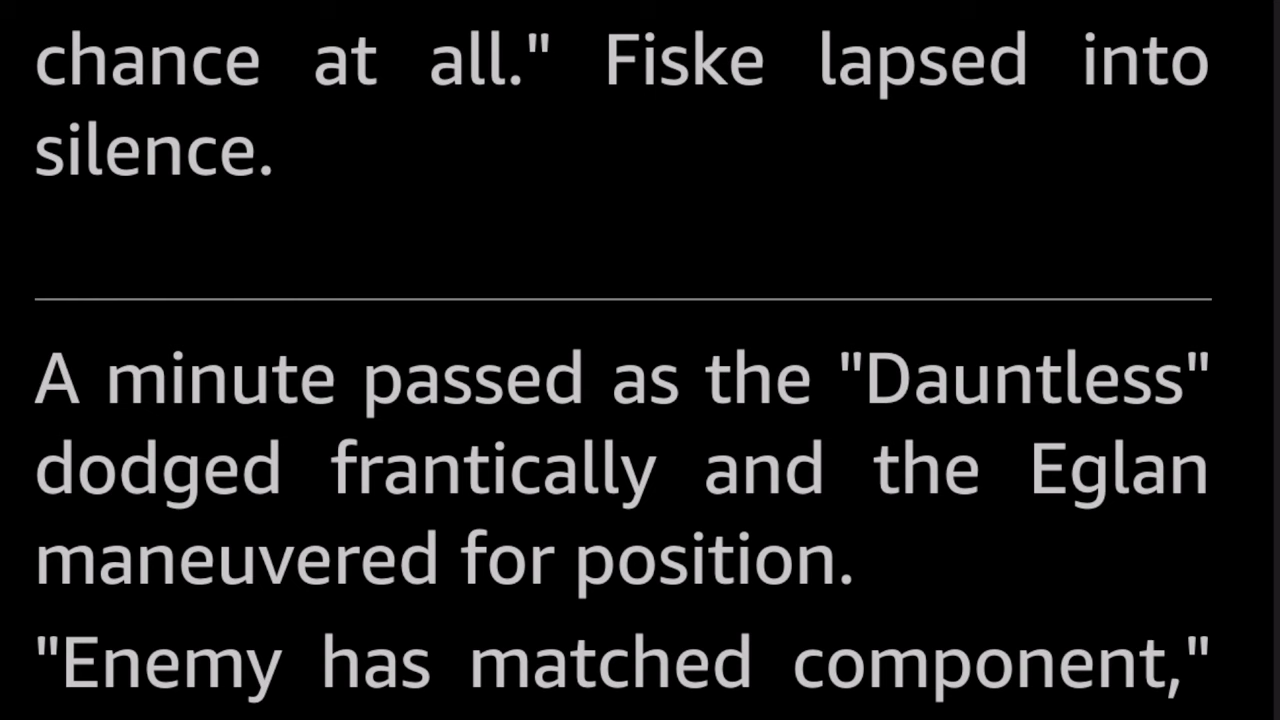 chance at all." Fiske lapsed into
silence.
A minute passed as the "Dauntless"
dodged frantically and the Eglan
maneuvered for position.
"Enemy has matched component,"